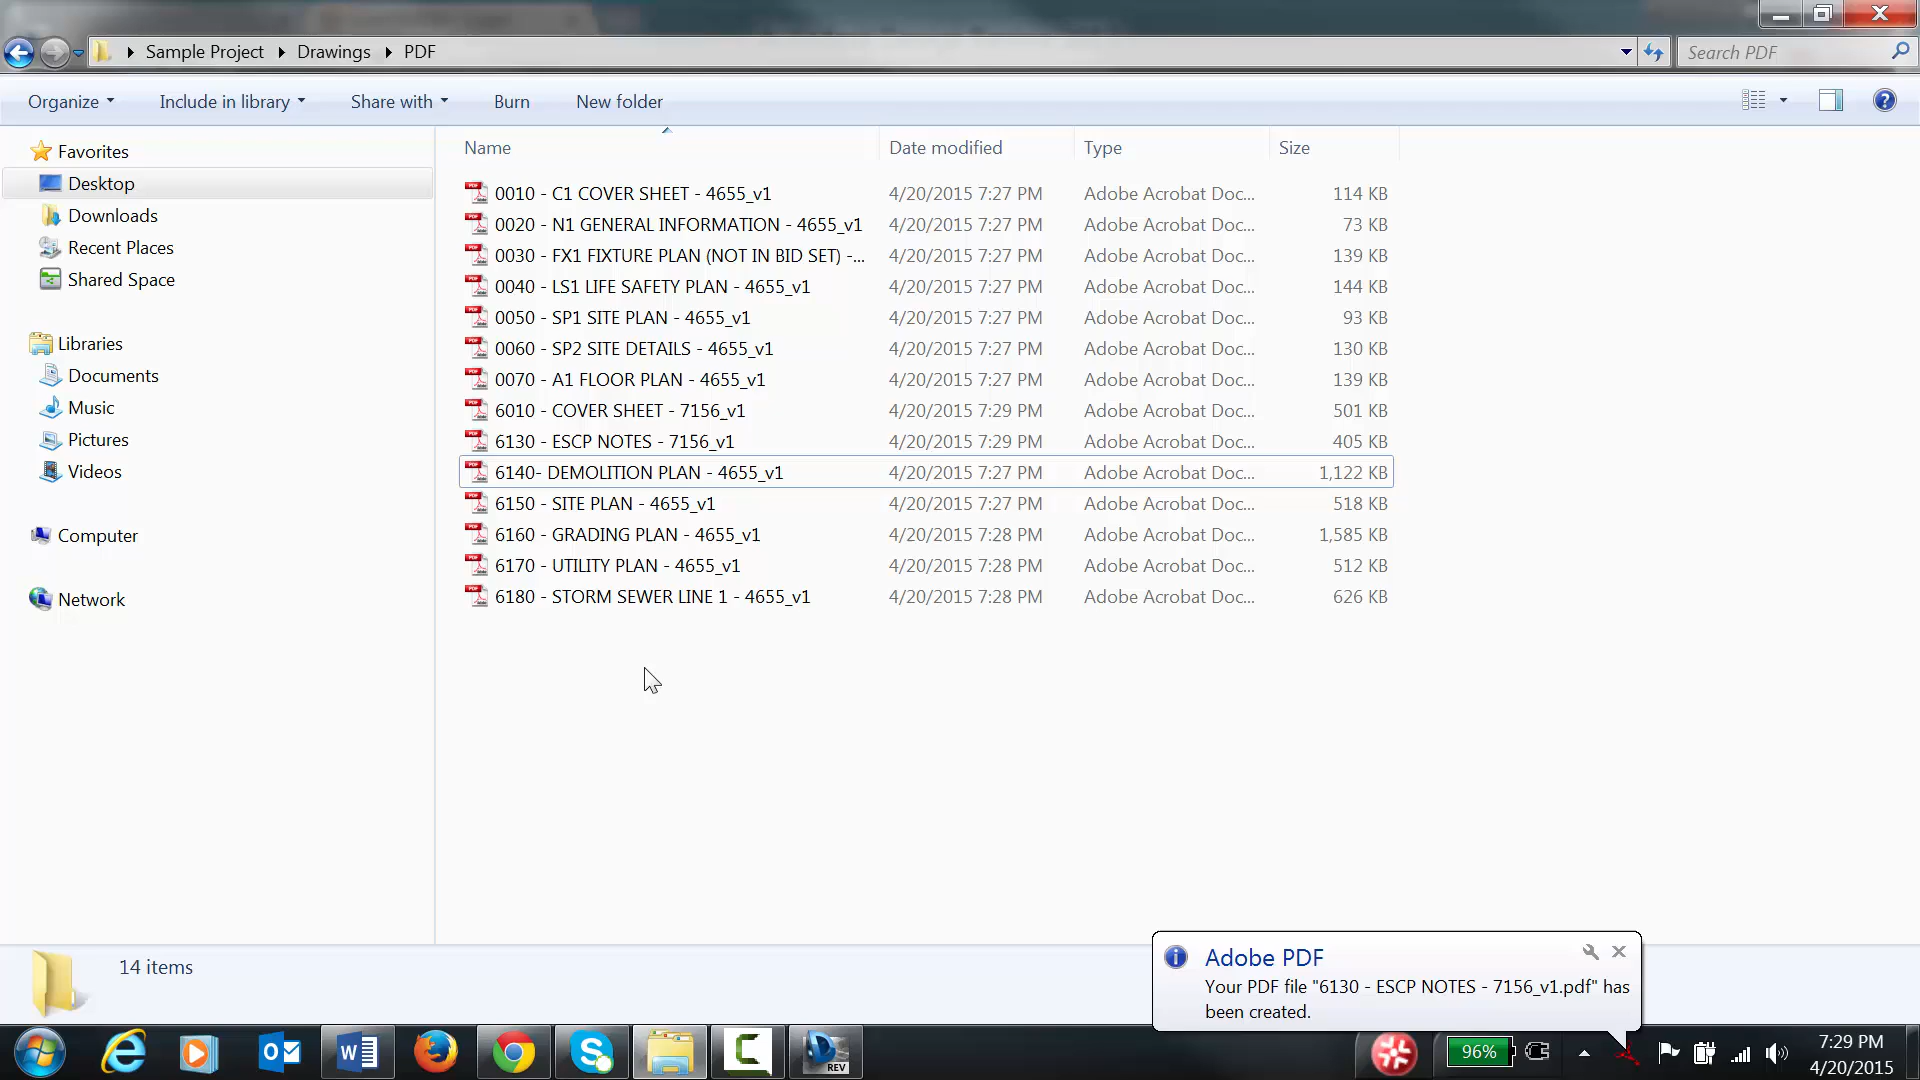 Sample Project Drawings PDF
Search PDF
Organize Include in library Share with Burn New folder
Name Date modified Type Size
Favorites
Desktop
Downloads
Recent Places
Shared Space
Libraries
Documents
Music
Pictures
Videos
Computer
Network
0010 - C1 COVER SHEET - 4655_v1 4/20/2015 7:27 PM Adobe Acrobat Doc... 114 KB
0020 - N1 GENERAL INFORMATION - 4655_v1 4/20/2015 7:27 PM Adobe Acrobat Doc... 73 KB
0030 - FX1 FIXTURE PLAN (NOT IN BID SET) -... 4/20/2015 7:27 PM Adobe Acrobat Doc... 139 KB
0040 - LS1 LIFE SAFETY PLAN - 4655_v1 4/20/2015 7:27 PM Adobe Acrobat Doc... 144 KB
0050 - SP1 SITE PLAN - 4655_v1 4/20/2015 7:27 PM Adobe Acrobat Doc... 93 KB
0060 - SP2 SITE DETAILS - 4655_v1 4/20/2015 7:27 PM Adobe Acrobat Doc... 130 KB
0070 - A1 FLOOR PLAN - 4655_v1 4/20/2015 7:27 PM Adobe Acrobat Doc... 139 KB
6010 - COVER SHEET - 7156_v1 4/20/2015 7:29 PM Adobe Acrobat Doc... 501 KB
6130 - ESCP NOTES - 7156_v1 4/20/2015 7:29 PM Adobe Acrobat Doc... 405 KB
6140- DEMOLITION PLAN - 4655_v1 4/20/2015 7:27 PM Adobe Acrobat Doc... 1,122 KB
6150 - SITE PLAN - 4655_v1 4/20/2015 7:27 PM Adobe Acrobat Doc... 518 KB
6160 - GRADING PLAN - 4655_v1 4/20/2015 7:28 PM Adobe Acrobat Doc... 1,585 KB
6170 - UTILITY PLAN - 4655_v1 4/20/2015 7:28 PM Adobe Acrobat Doc... 512 KB
6180 - STORM SEWER LINE 1 - 4655_v1 4/20/2015 7:28 PM Adobe Acrobat Doc... 626 KB
14 items
Adobe PDF
Your PDF file "6130 - ESCP NOTES - 7156_v1.pdf" has
been created.
REV
96%
7:29 PM
4/20/2015